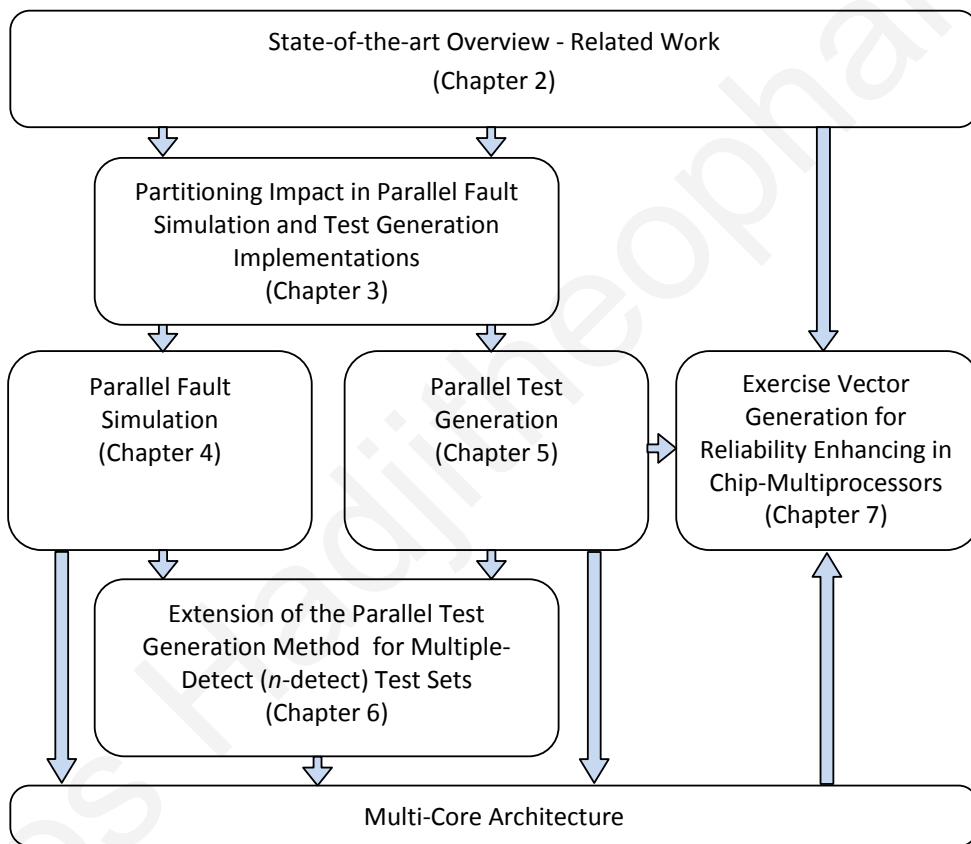 State-of-the-art Overview - Related Work
(Chapter 2)
Partitioning Impact in Parallel Fault
Simulation and Test Generation
Implementations
(Chapter 3)
Parallel Fault
Simulation
(Chapter 4)
Parallel Test
Generation
(Chapter 5)
Exercise Vector
Generation for
Reliability Enhancing in
Chip-Multiprocessors
(Chapter 7)
Extension of the Parallel Test
Generation Method for Multiple-
Detect (n-detect) Test Sets
(Chapter 6)
Multi-Core Architecture